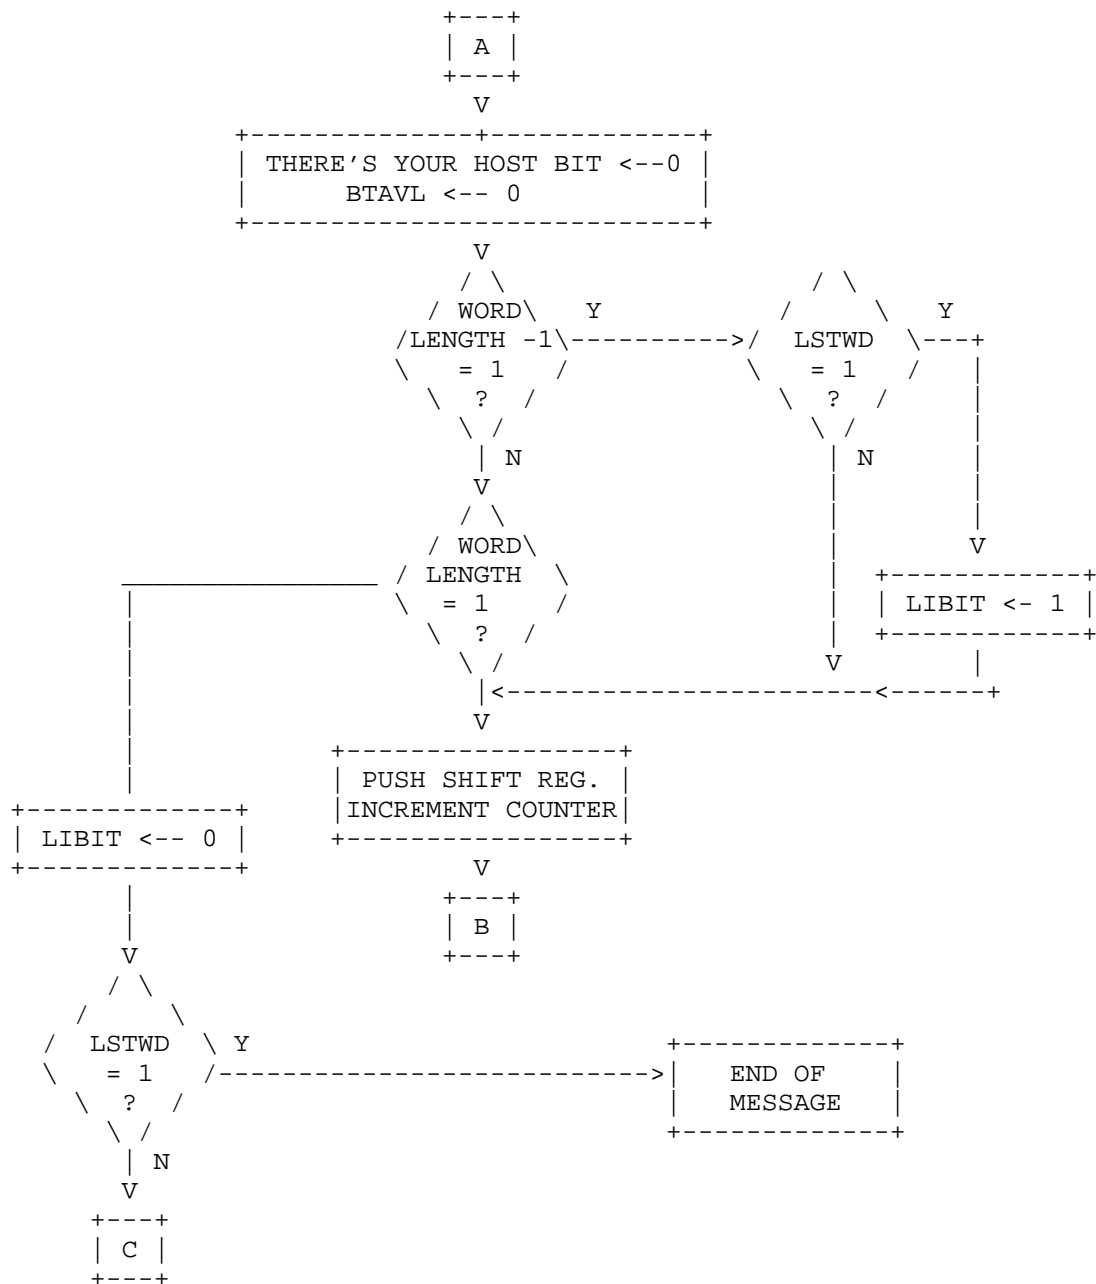 A
THERE'S YOUR HOST BIT <--0
BTAVL <-- 0
WORD
LENGTH -1
= 1
?
Y
LSTWD
= 1
?
Y
N
N
WORD
LENGTH
= 1
?
LIBIT <- 1
PUSH SHIFT REG.
INCREMENT COUNTER
LIBIT <-- 0
B
LSTWD
= 1
?
Y
END OF
MESSAGE
N
C